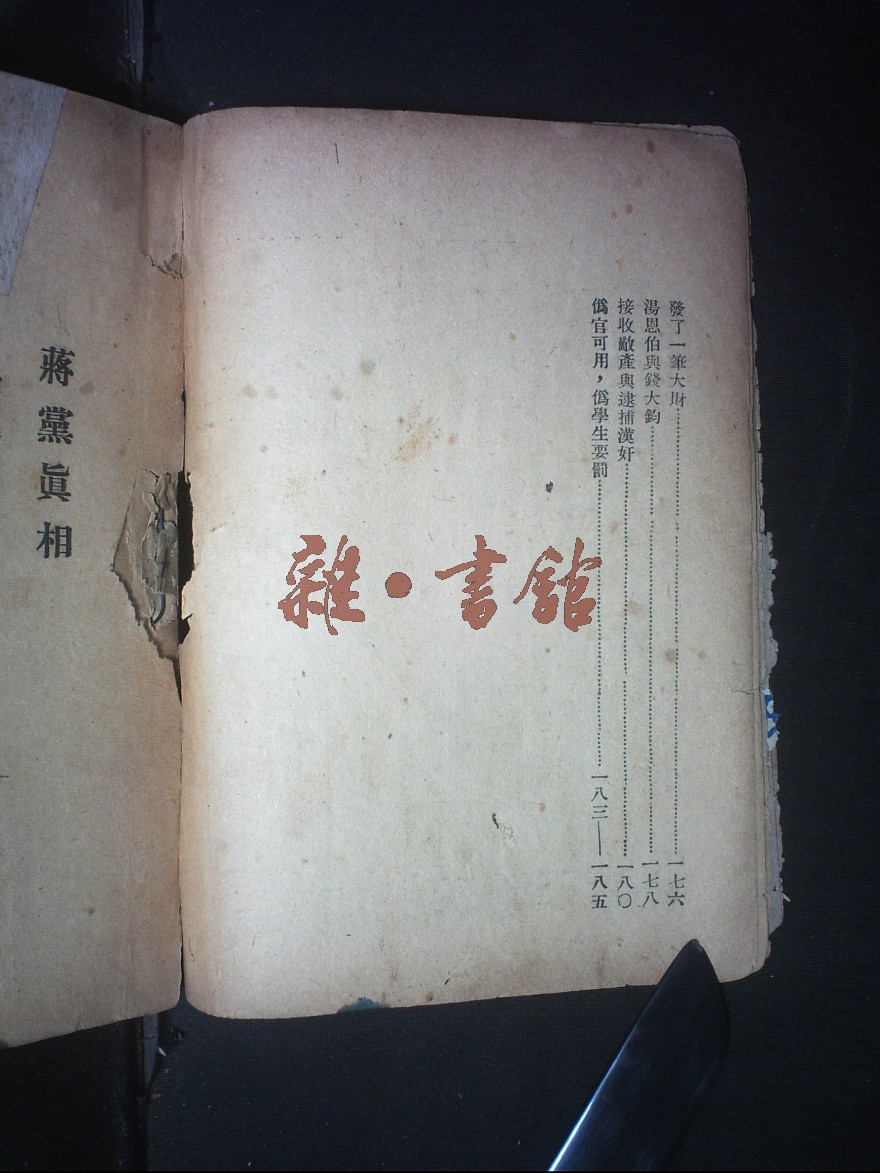 發了一筆大財……一七六
湯恩伯與錢大鈞……一七八
接收敵產與逮捕漢奸……一八〇
僞官可用，僞學生要罰……一八三——一八五
蔣黨眞相
雜·書館